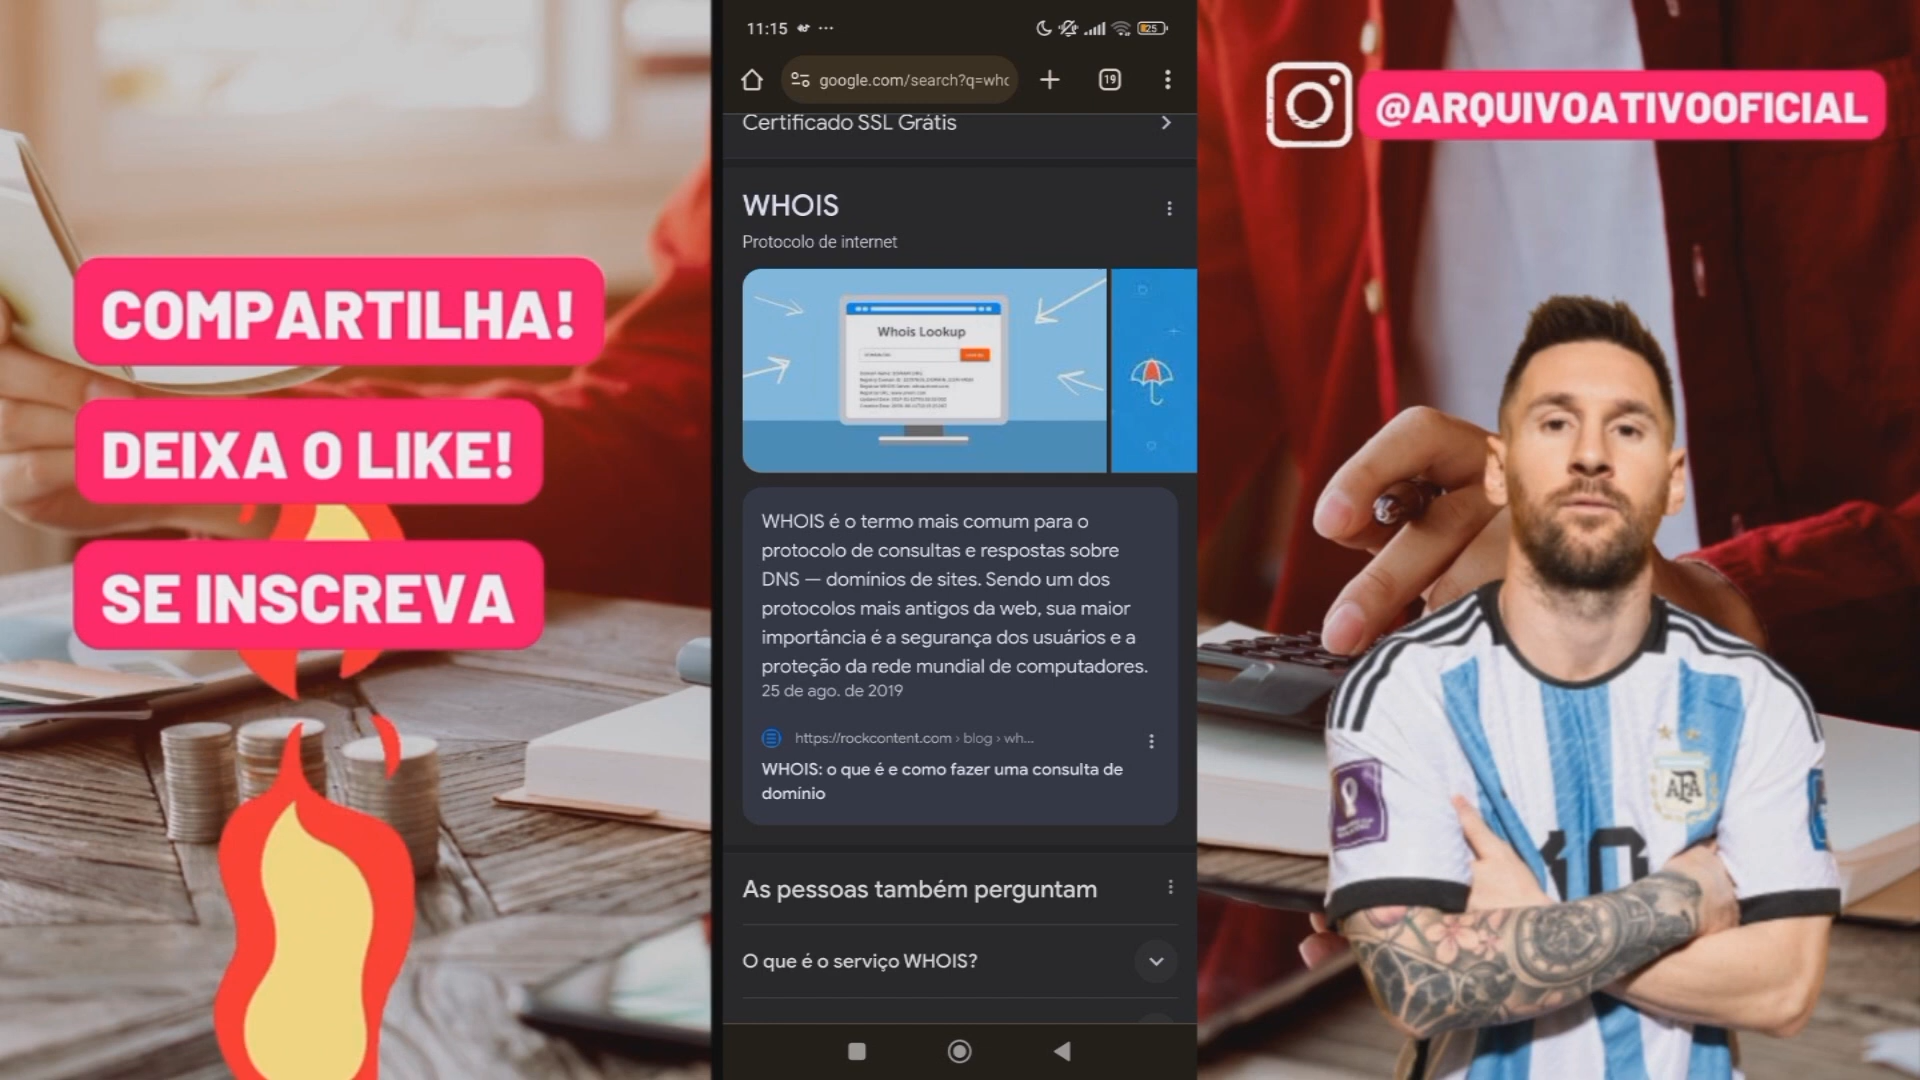 COMPARTILHA!
DEIXA O LIKE!
SE INSCREVA
11:15
25
google.com/search?q=who
19
Certificado SSL Grátis
WHOIS
Protocolo de internet
Whois Lookup
WHOIS é o termo mais comum para o
protocolo de consultas e respostas sobre
DNS — domínios de sites. Sendo um dos
protocolos mais antigos da web, sua maior
importância é a segurança dos usuários e a
proteção da rede mundial de computadores.
25 de ago. de 2019
https://rockcontent.com › blog › wh...
WHOIS: o que é e como fazer uma consulta de
domínio
As pessoas também perguntam
O que é o serviço WHOIS?
@ARQUIVOATIVOOFICIAL
AFA
10